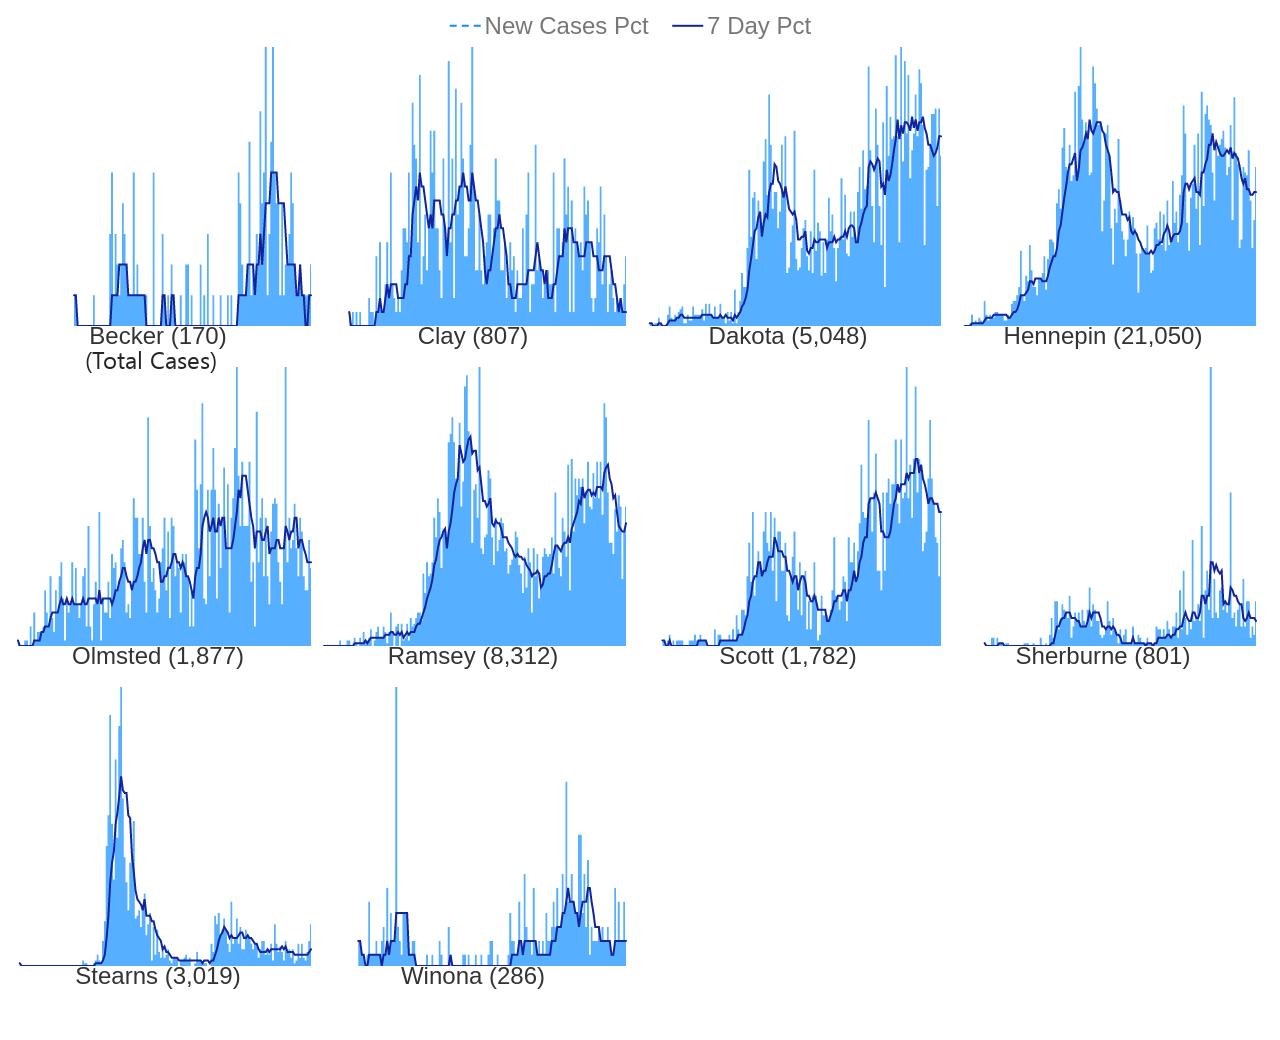 New Cases Pct 7 Day Pct
Becker (170) Clay (807) Dakota (5,048) Hennepin (21,050)
(Total Cases)
Olmsted (1,877) Ramsey (8,312) Scott (1,782) Sherburne (801)
Stearns (3,019) Winona (286)